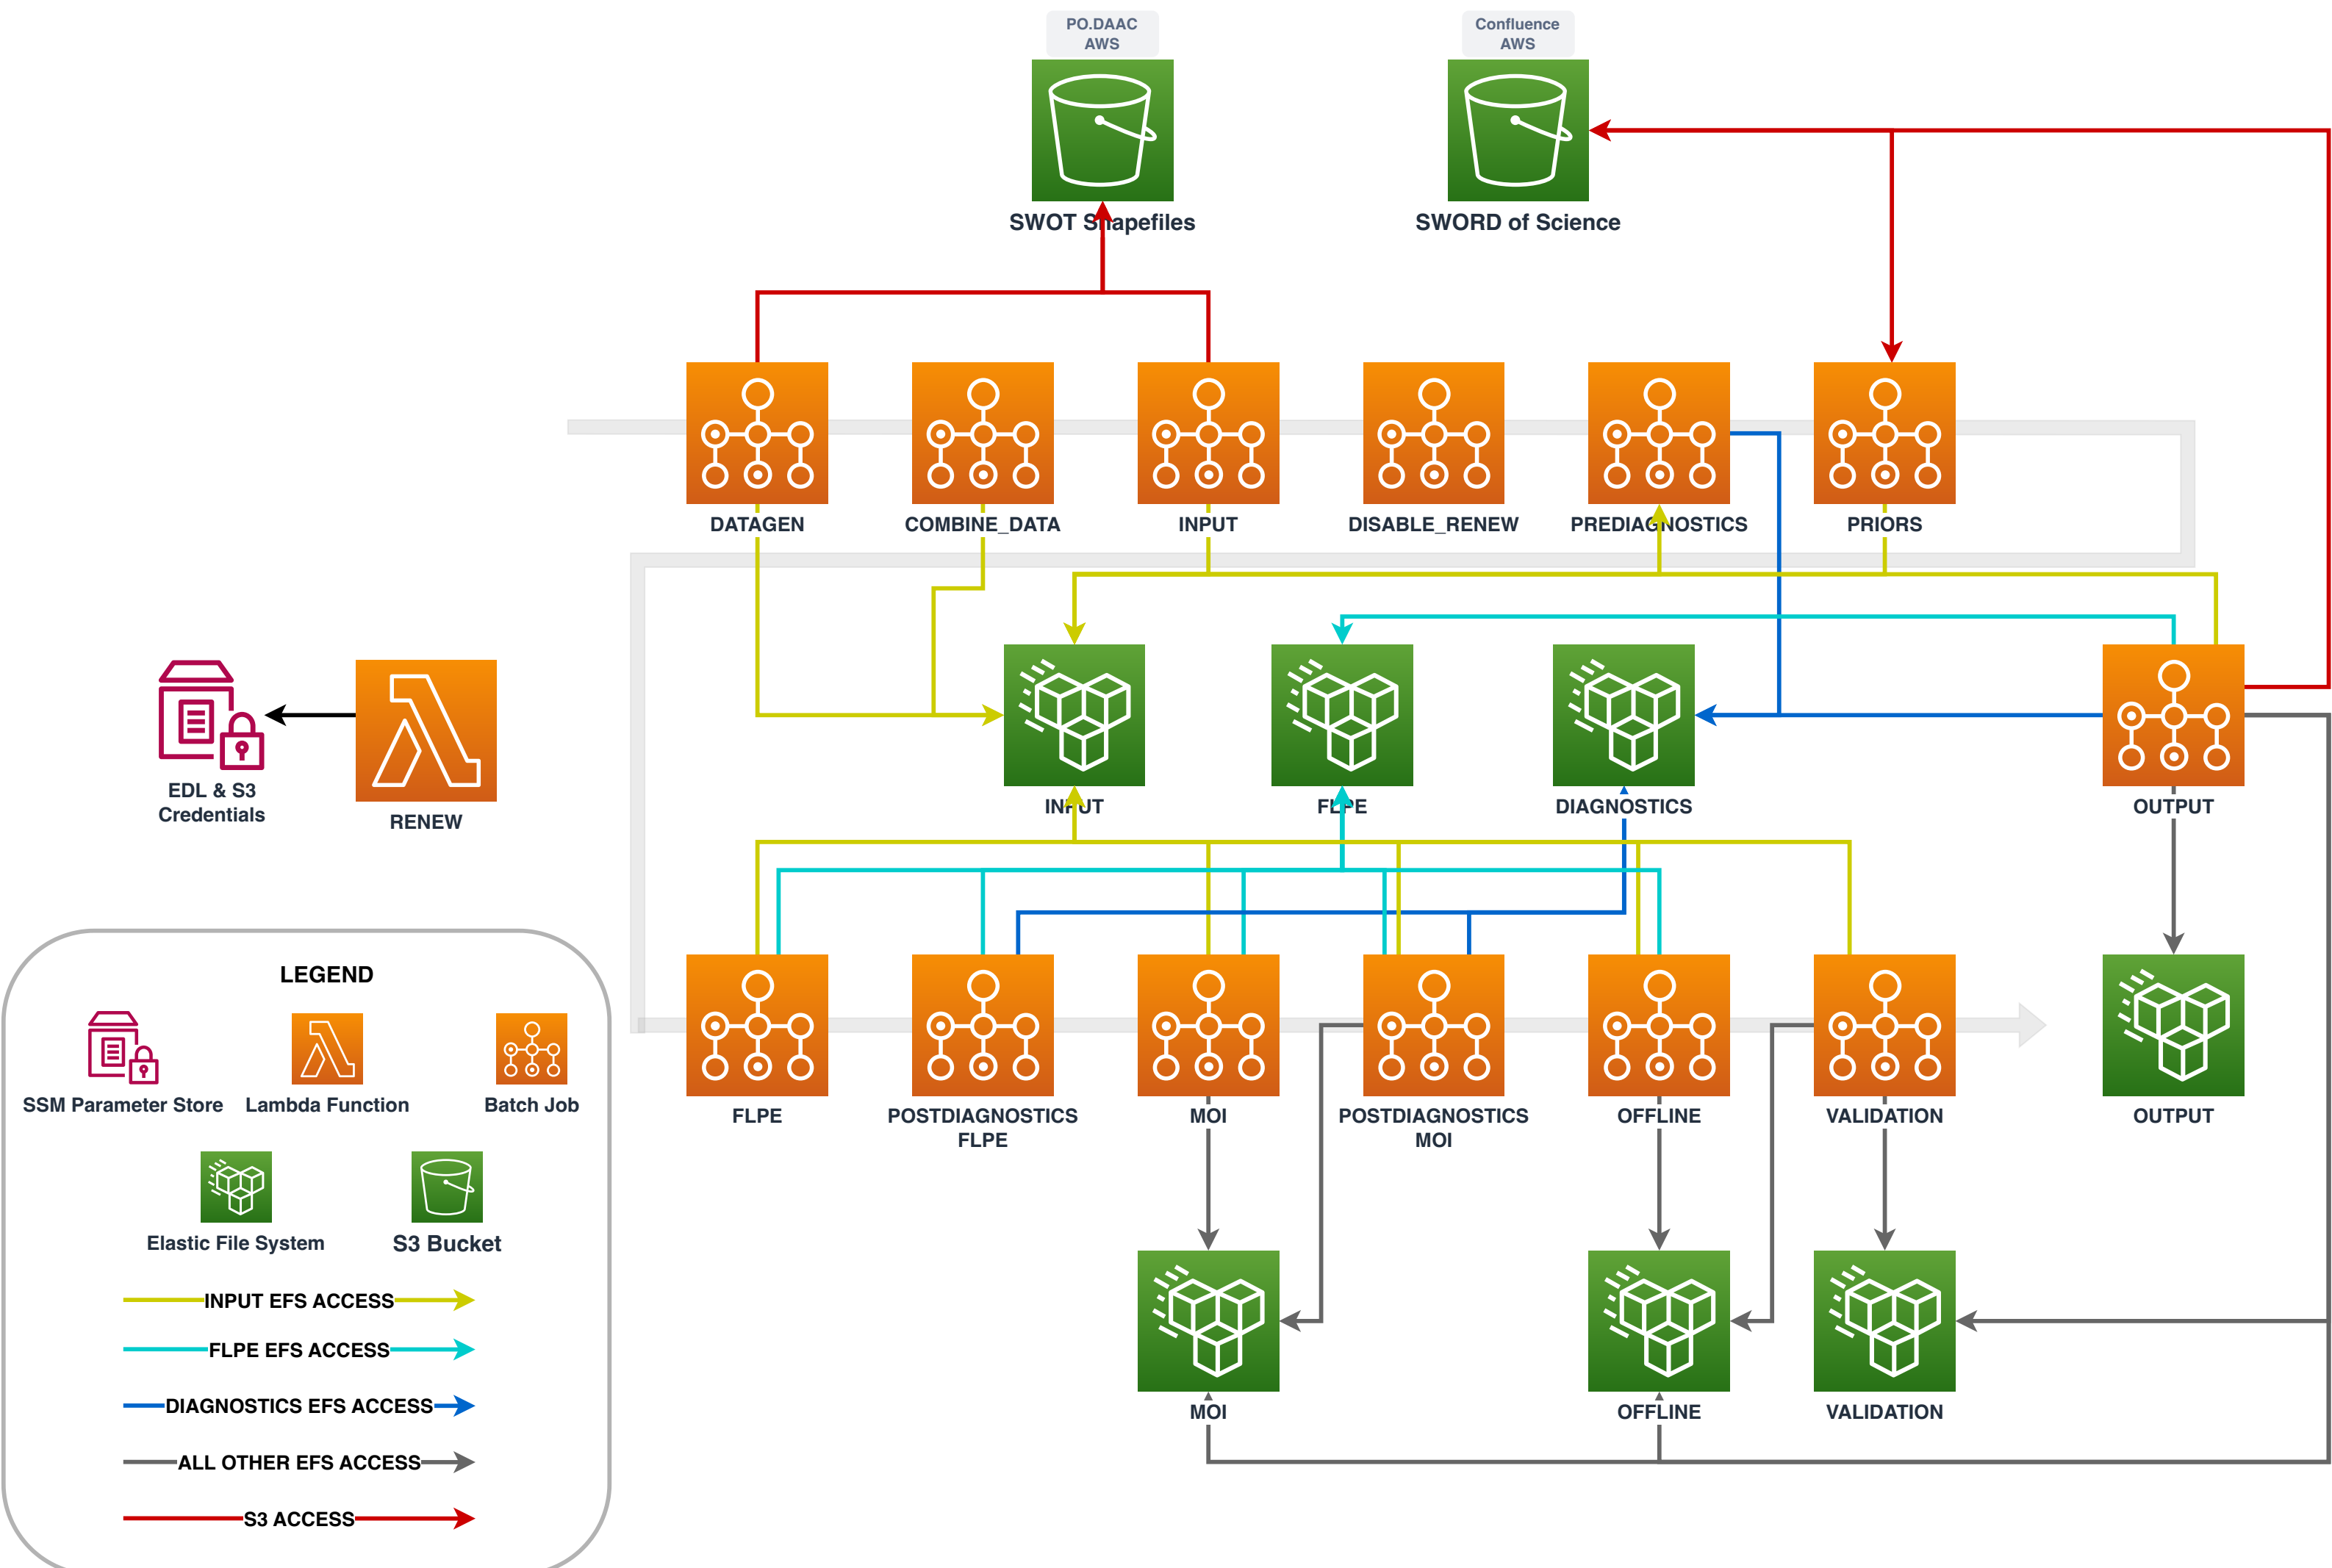 PO.DAAC
AWS
Confluence
AWS
SWOT Shapefiles
SWORD of Science
DATAGEN
COMBINE_DATA
INPUT
DISABLE_RENEW
PREDIAGNOSTICS
PRIORS
EDL & S3
Credentials
RENEW
INPUT
FLPE
DIAGNOSTICS
OUTPUT
FLPE
POSTDIAGNOSTICS
FLPE
MOI
POSTDIAGNOSTICS
MOI
OFFLINE
VALIDATION
OUTPUT
MOI
OFFLINE
VALIDATION
LEGEND
SSM Parameter Store
Lambda Function
Batch Job
Elastic File System
S3 Bucket
INPUT EFS ACCESS
FLPE EFS ACCESS
DIAGNOSTICS EFS ACCESS
ALL OTHER EFS ACCESS
S3 ACCESS